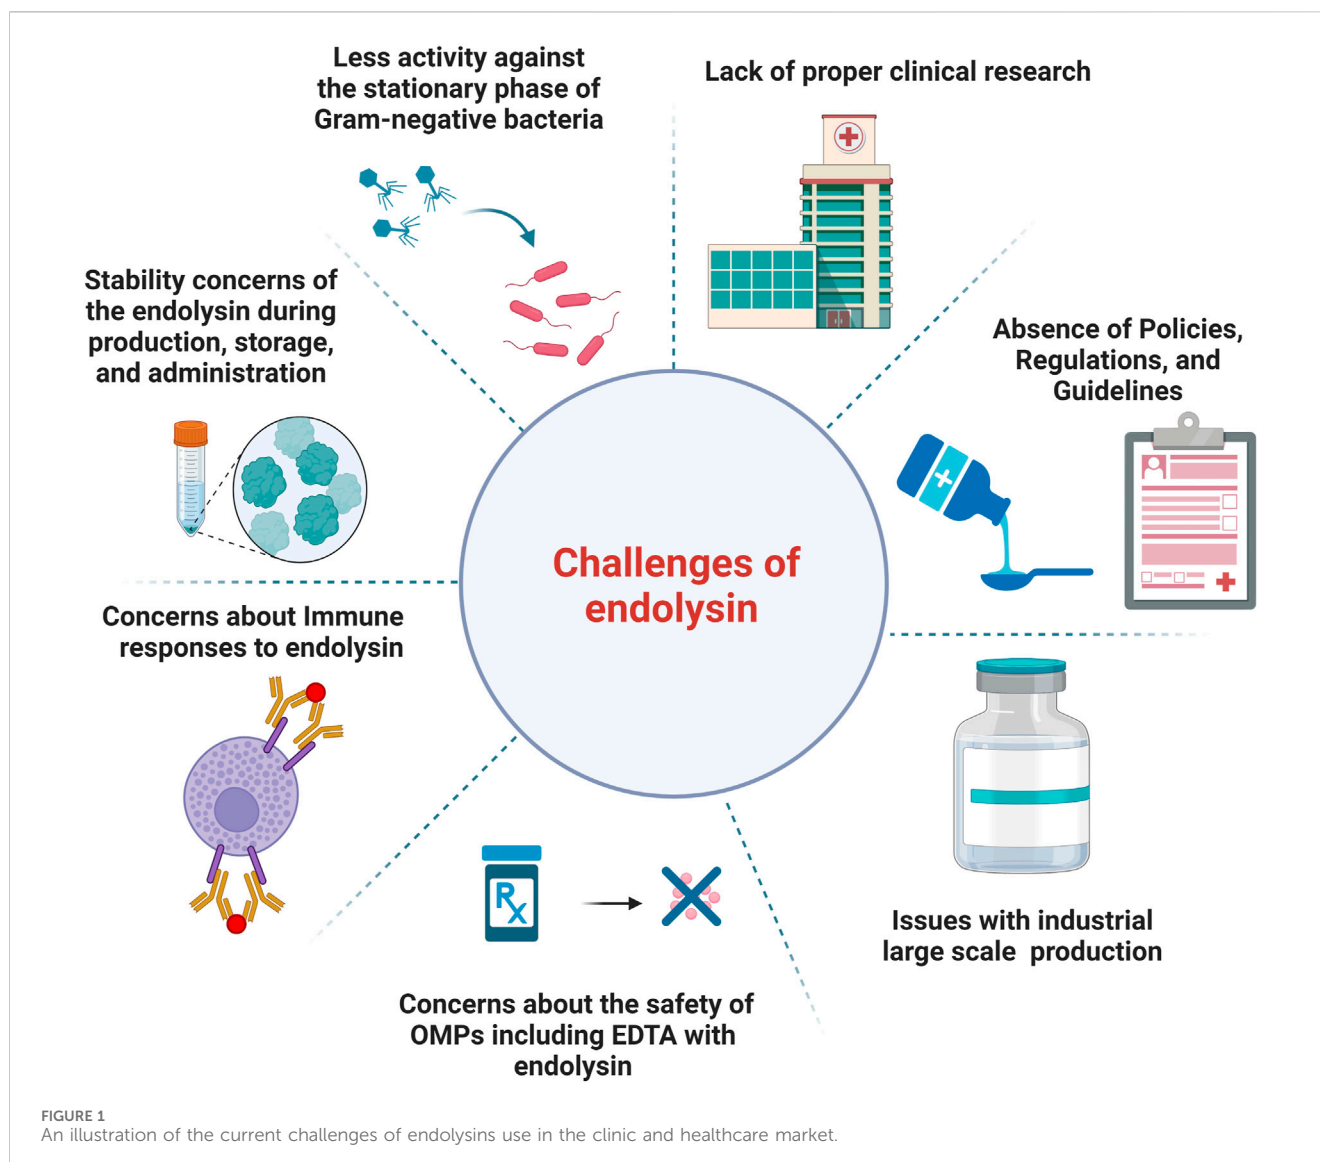 Less activity against
the stationary phase of
Gram-negative bacteria
Lack of proper clinical research
Stability concerns of
the endolysin during
production, storage,
and administration
Absence of Policies,
Regulations, and
Guidelines
Challenges of
endolysin
Concerns about Immune
responses to endolysin
Rx
Issues with industrial
large scale production
Concerns about the safety of
OMPs including EDTA with
endolysin
FIGURE 1
An illustration of the current challenges of endolysins use in the clinic and healthcare market.